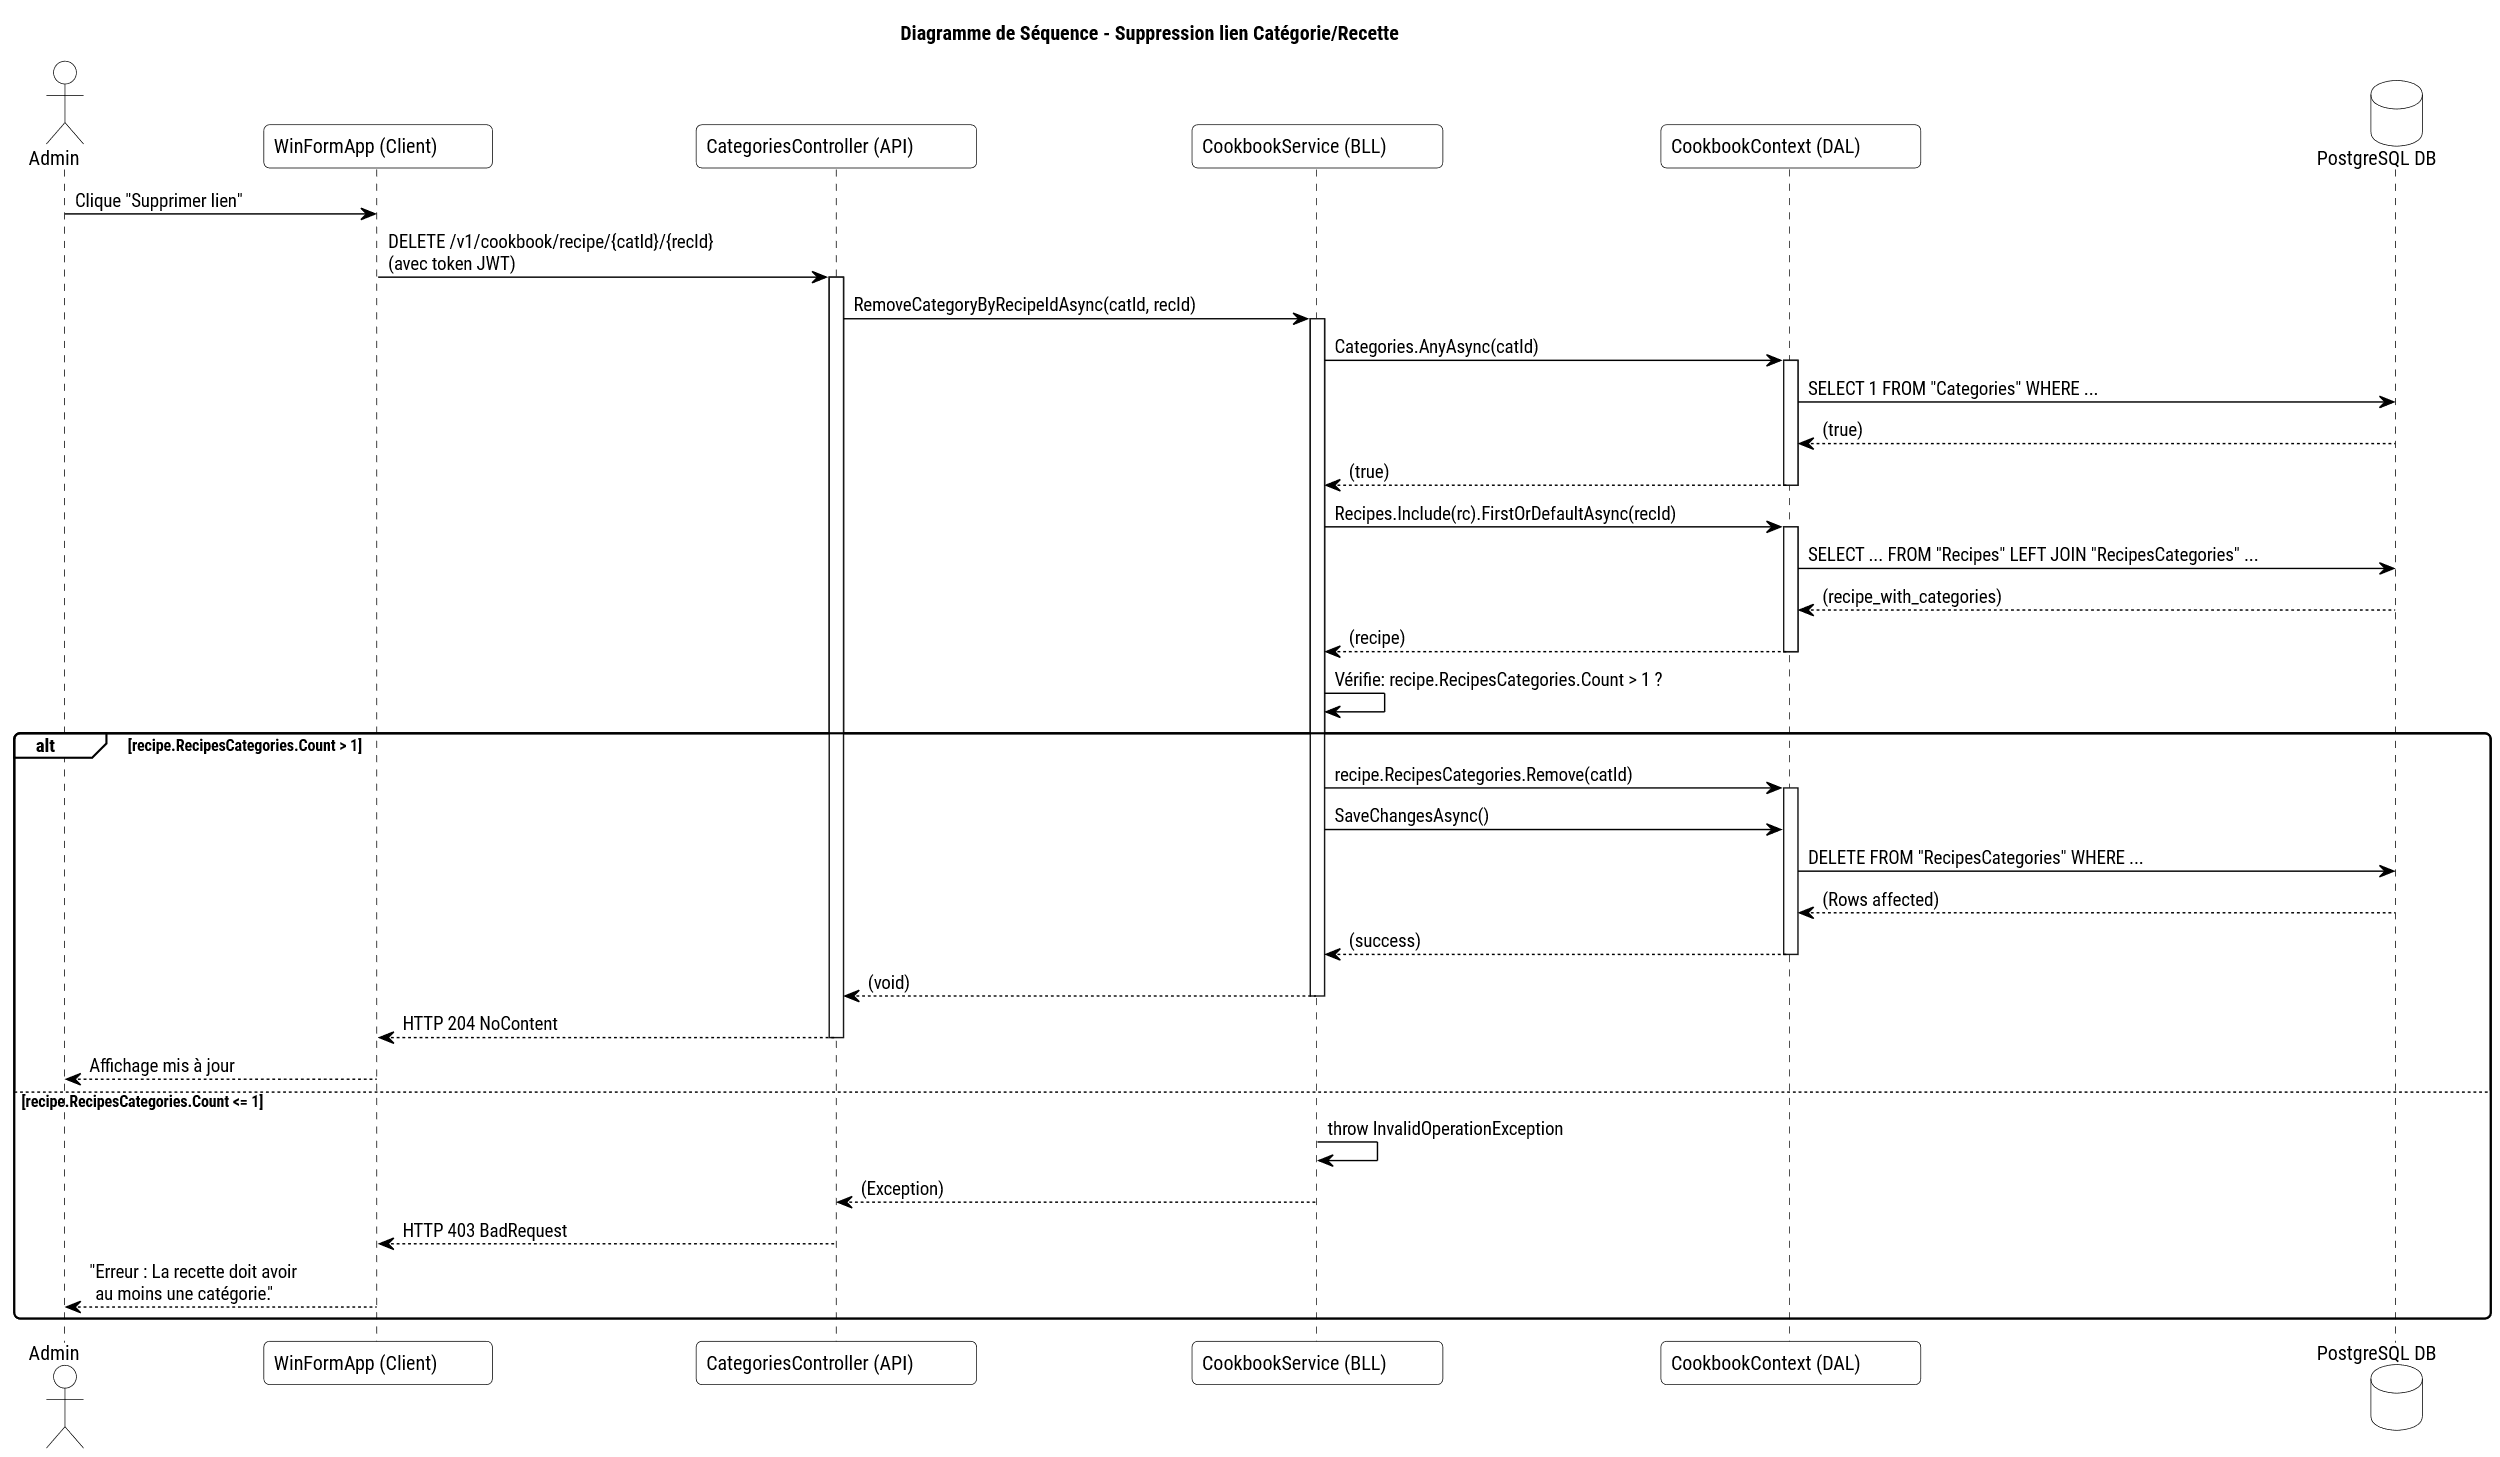 Diagramme de Séquence - Suppression lien Catégorie/Recette
Admin
WinFormApp (Client)
CategoriesController (API)
CookbookService (BLL)
CookbookContext (DAL)
PostgreSQL DB
Clique "Supprimer lien"
DELETE /v1/cookbook/recipe/{catId}/{recId}
(avec token JWT)
RemoveCategoryByRecipeIdAsync(catId, recId)
Categories.AnyAsync(catId)
SELECT 1 FROM "Categories" WHERE ...
(true)
(true)
Recipes.Include(rc).FirstOrDefaultAsync(recId)
SELECT ... FROM "Recipes" LEFT JOIN "RecipesCategories" ...
(recipe_with_categories)
(recipe)
Vérifie: recipe.RecipesCategories.Count > 1 ?
alt
[recipe.RecipesCategories.Count > 1]
recipe.RecipesCategories.Remove(catId)
SaveChangesAsync()
DELETE FROM "RecipesCategories" WHERE ...
(Rows affected)
(success)
(void)
HTTP 204 NoContent
Affichage mis à jour
[recipe.RecipesCategories.Count <= 1]
throw InvalidOperationException
(Exception)
HTTP 403 BadRequest
"Erreur : La recette doit avoir
au moins une catégorie."
Admin
WinFormApp (Client)
CategoriesController (API)
CookbookService (BLL)
CookbookContext (DAL)
PostgreSQL DB